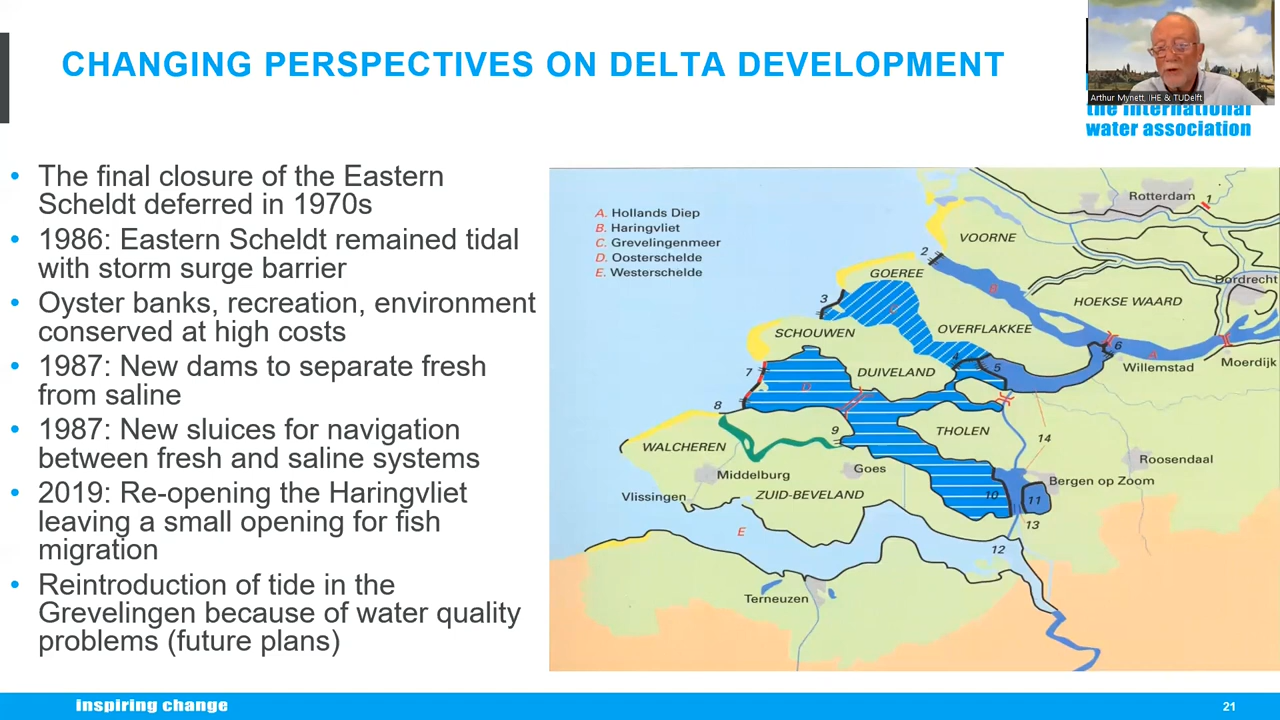 CHANGING PERSPECTIVES ON DELTA DEVELOPMENT
Arthur Mynett, IHE & TUDelft
the international
water association
• The final closure of the Eastern
Scheldt deferred in 1970s
• 1986: Eastern Scheldt remained tidal
with storm surge barrier
• Oyster banks, recreation, environment
conserved at high costs
• 1987: New dams to separate fresh
from saline
• 1987: New sluices for navigation
between fresh and saline systems
• 2019: Re-opening the Haringvliet
leaving a small opening for fish
migration
• Reintroduction of tide in the
Grevelingen because of water quality
problems (future plans)
A. Hollands Diep
B. Haringvliet
C. Grevelingenmeer
D. Oosterschelde
E. Westerschelde
Rotterdam
1
VOORNE
2
GOEREE
Dordrecht
B
3
HOEKSE WAARD
C
SCHOUWEN
OVERFLAKKEE
6
A
4
5
Willemstad
Moerdijk
7
DUIVELAND
D
8
9
THOLEN
14
WALCHEREN
Middelburg
Goes
Roosendaal
Bergen op Zoom
Vlissingen
ZUID-BEVELAND
10
11
13
E
12
Terneuzen
inspiring change
21